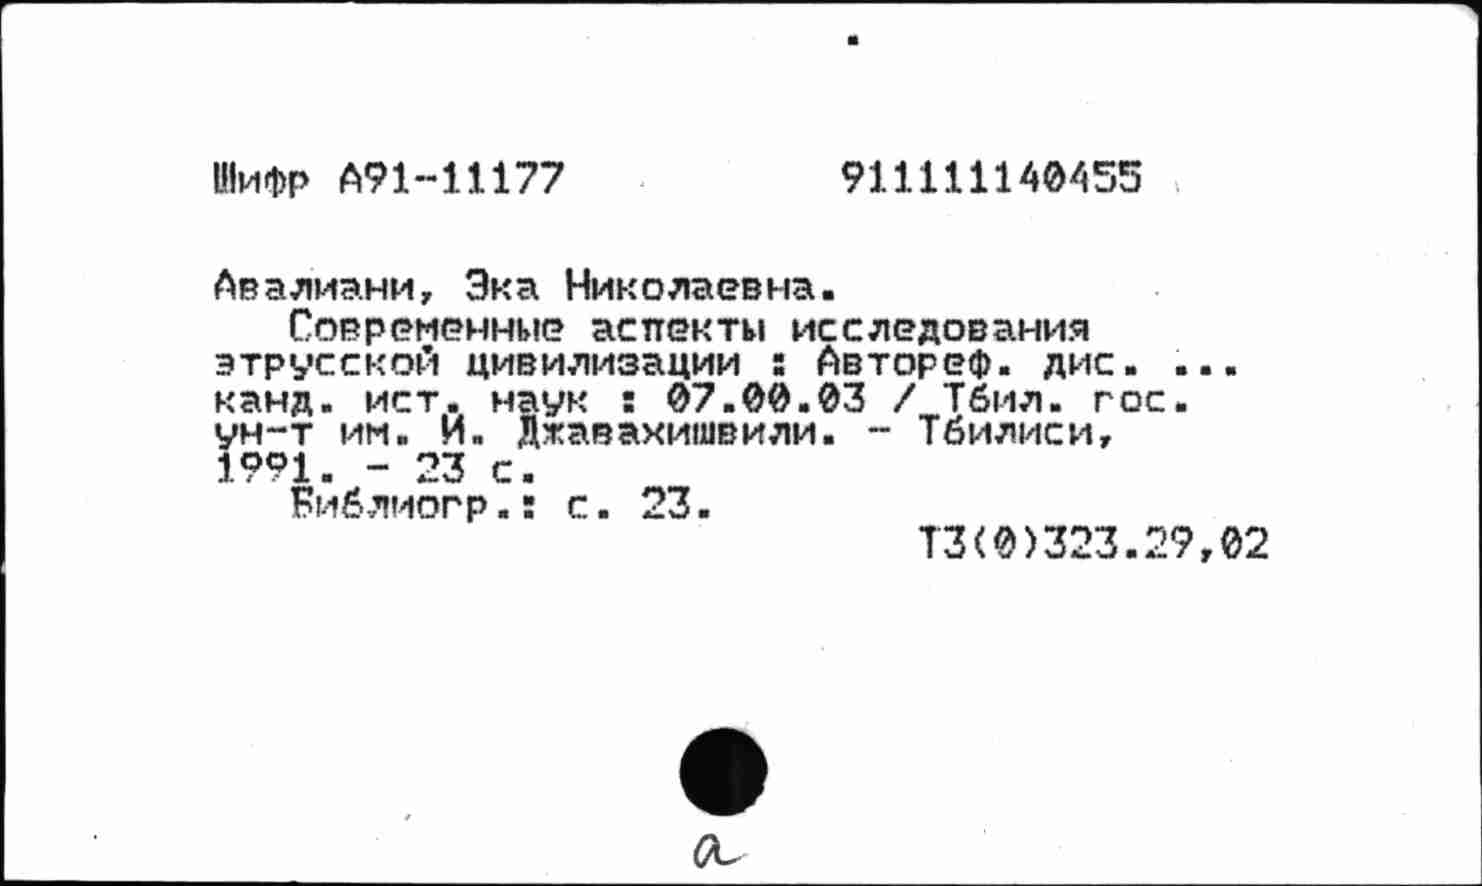 Шифр А91-11177 911111140455
Авалиани, Эка Николаевна.
Современные аспекты исследования
этрусской цивилизации : Автореф. дис. ...
канд. ист. наук : 07.00.03 / Тбил. гос.
ун-т им. И. Джавахишвили. - Тбилиси,
1991. - 23 с.
Библиогр.: с. 23.
Т3(0)323.29,02
а